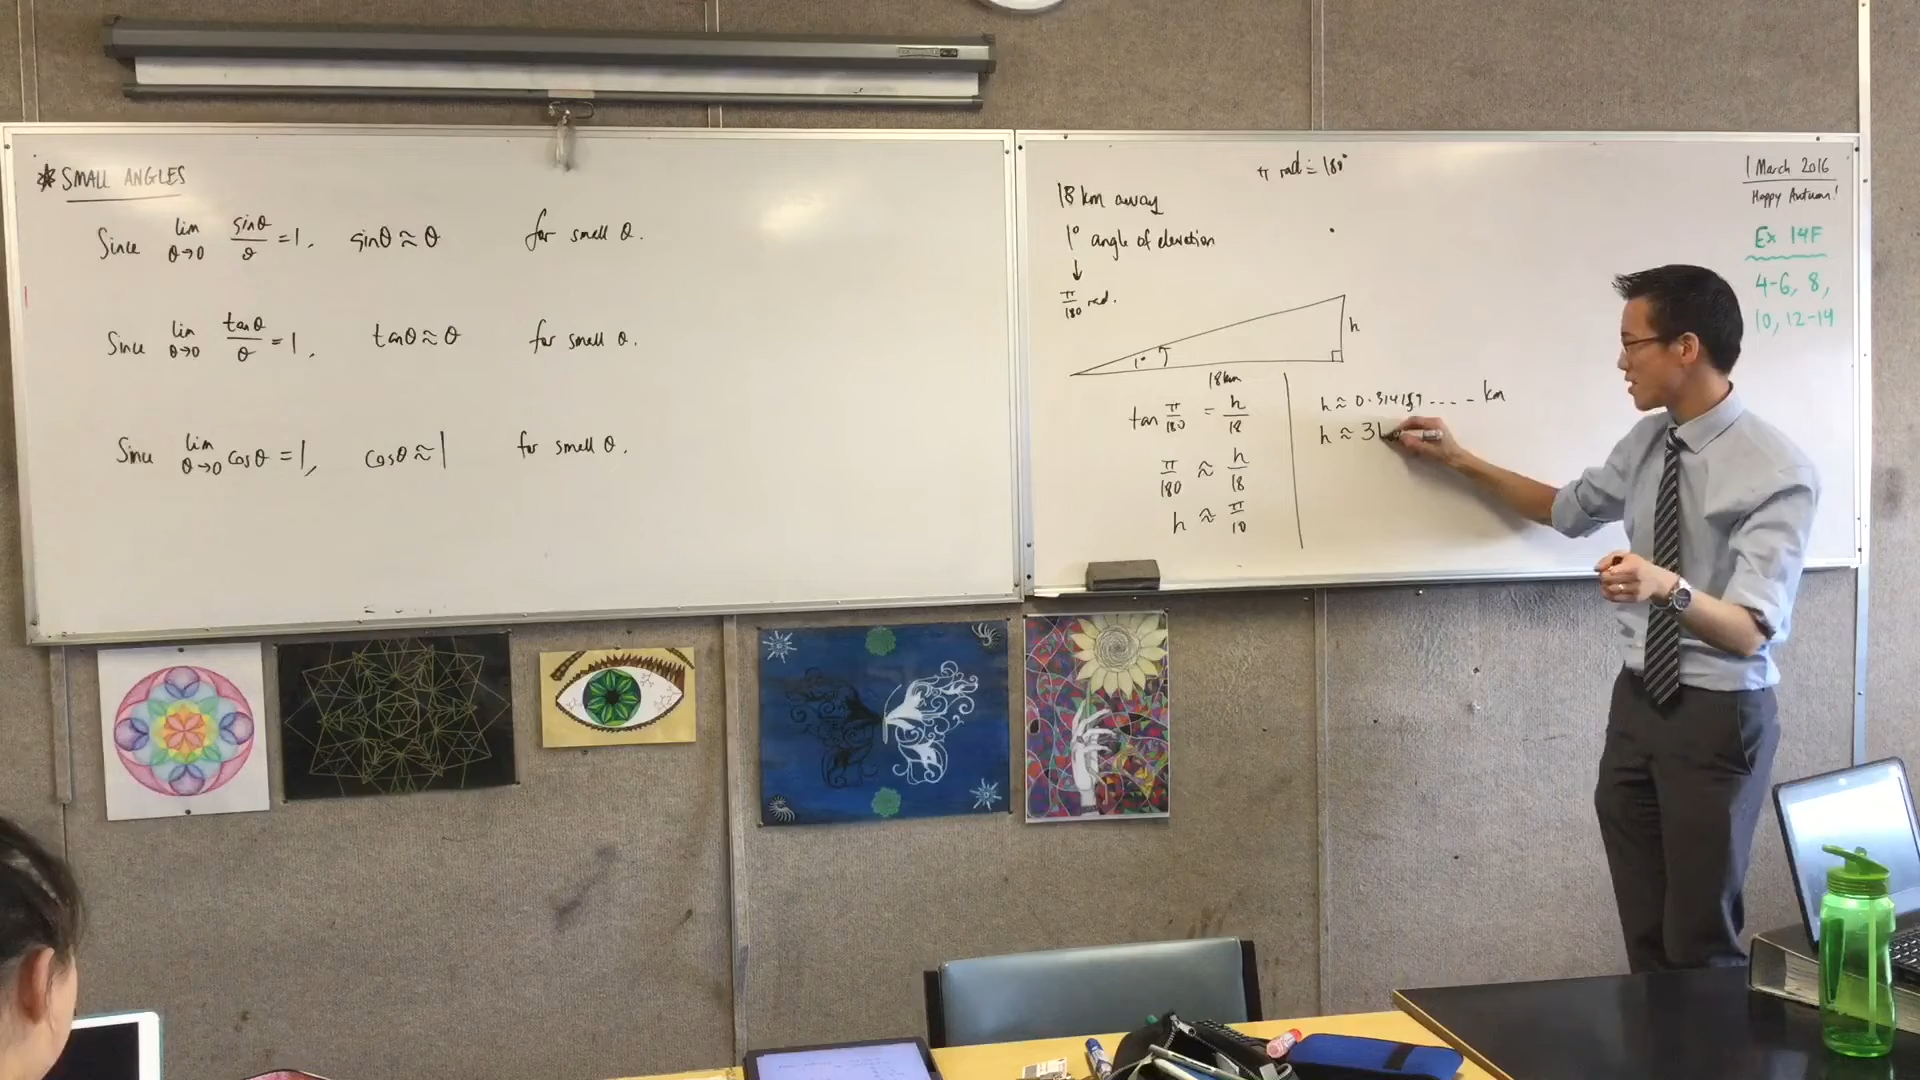 * SMALL ANGLES
Since lim θ→0 sinθ/θ = 1, sinθ ≈ θ for small θ.
Since lim θ→0 tanθ/θ = 1, tanθ ≈ θ for small θ.
Since lim θ→0 cosθ = 1, cosθ ≈ 1 for small θ.
π rad = 180°
18 km away
1° angle of elevation
↓
π/180 rad.
1°
h
18km
tan π/180 = h/18
π/180 ≈ h/18
h ≈ π/10
h ≈ 0.314159.... km
h ≈ 31
1 March 2016
Happy Autumn!
Ex 14F
4-6, 8,
10, 12-14